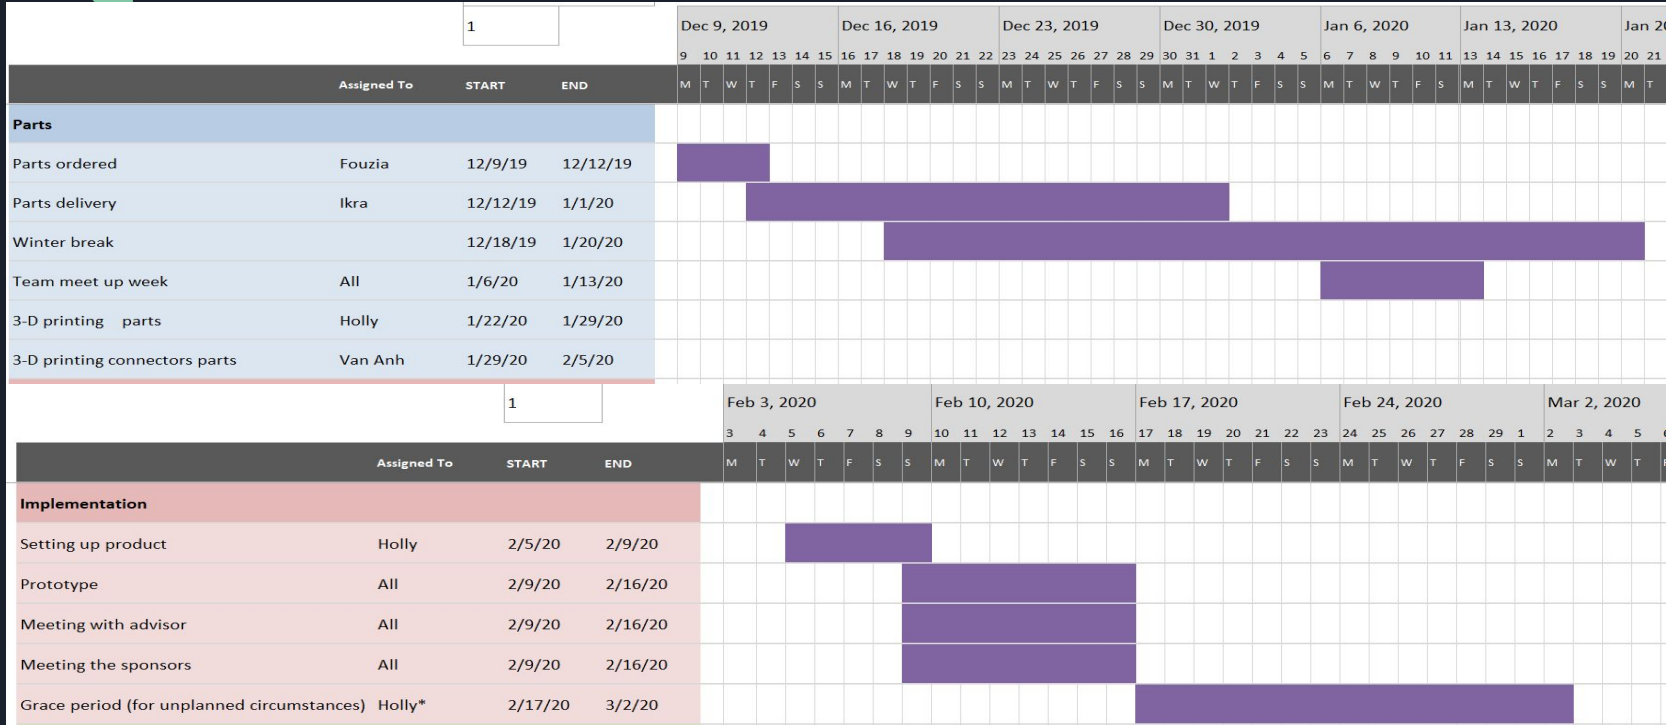 1 Dec 9, 2019 Dec 16, 2019 Dec 23, 2019 Dec 30, 2019 Jan 6, 2020 Jan 13, 2020 Jan 2
9 10 11 12 13 14 15 16 17 18 19 20 21 22 23 24 25 26 27 28 29 30 31 1 2 3 4 5 6 7 8 9 10 11 13 14 15 16 17 18 19 20 21
Assigned To START END M T W T F S S M T W T F S S M T W T F S S M T W T F S S M T W T F S M T W T F S S M T
Parts
Parts ordered Fouzia 12/9/19 12/12/19
Parts delivery Ikra 12/12/19 1/1/20
Winter break 12/18/19 1/20/20
Team meet up week All 1/6/20 1/13/20
3-D printing parts Holly 1/22/20 1/29/20
3-D printing connectors parts Van Anh 1/29/20 2/5/20
1 Feb 3, 2020 Feb 10, 2020 Feb 17, 2020 Feb 24, 2020 Mar 2, 2020
3 4 5 6 7 8 9 10 11 12 13 14 15 16 17 18 19 20 21 22 23 24 25 26 27 28 29 1 2 3 4 5
Assigned To START END M T W T F S S M T W T F S S M T W T F S S M T W T F S S M T W T
Implementation
Setting up product Holly 2/5/20 2/9/20
Prototype All 2/9/20 2/16/20
Meeting with advisor All 2/9/20 2/16/20
Meeting the sponsors All 2/9/20 2/16/20
Grace period (for unplanned circumstances) Holly* 2/17/20 3/2/20